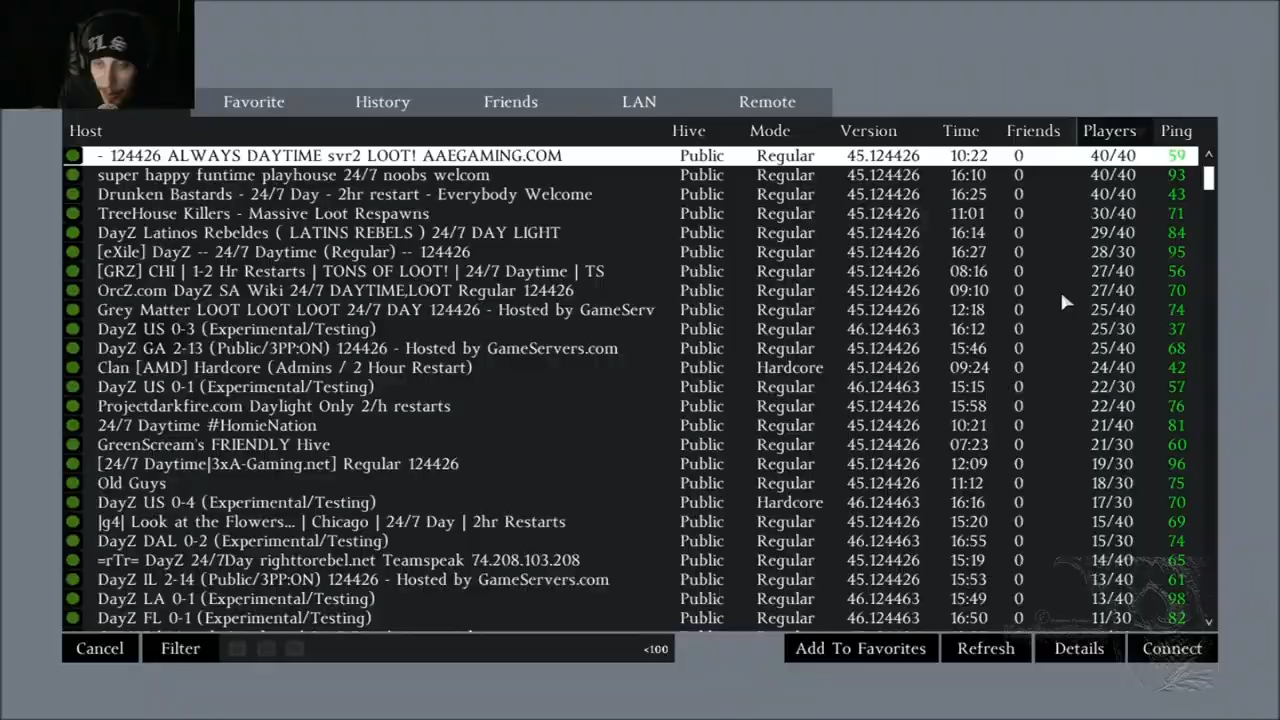 Favorite History Friends LAN Remote
Host Hive Mode Version Time Friends Players Ping
- 124426 ALWAYS DAYTIME svr2 LOOT! AAEGAMING.COM Public Regular 45.124426 10:22 0 40/40 59
super happy funtime playhouse 24/7 noobs welcom Public Regular 45.124426 16:10 0 40/40 93
Drunken Bastards - 24/7 Day - 2hr restart - Everybody Welcome Public Regular 45.124426 16:25 0 40/40 43
TreeHouse Killers - Massive Loot Respawns Public Regular 45.124426 11:01 0 30/40 71
DayZ Latinos Rebeldes ( LATINS REBELS ) 24/7 DAY LIGHT Public Regular 45.124426 16:14 0 29/40 84
[eXile] DayZ -- 24/7 Daytime (Regular) -- 124426 Public Regular 45.124426 16:27 0 28/30 95
[GRZ] CHI | 1-2 Hr Restarts | TONS OF LOOT! | 24/7 Daytime | TS Public Regular 45.124426 08:16 0 27/40 56
OrcZ.com DayZ SA Wiki 24/7 DAYTIME,LOOT Regular 124426 Public Regular 45.124426 09:10 0 27/40 70
Grey Matter LOOT LOOT LOOT 24/7 DAY 124426 - Hosted by GameServ Public Regular 45.124426 12:18 0 25/40 74
DayZ US 0-3 (Experimental/Testing) Public Regular 46.124463 16:12 0 25/30 37
DayZ GA 2-13 (Public/3PP:ON) 124426 - Hosted by GameServers.com Public Regular 45.124426 15:46 0 25/40 68
Clan [AMD] Hardcore (Admins / 2 Hour Restart) Public Hardcore 45.124426 09:24 0 24/40 42
DayZ US 0-1 (Experimental/Testing) Public Regular 46.124463 15:15 0 22/30 57
Projectdarkfire.com Daylight Only 2/h restarts Public Regular 45.124426 15:58 0 22/40 76
24/7 Daytime #HomieNation Public Regular 45.124426 10:21 0 21/40 81
GreenScream's FRIENDLY Hive Public Regular 45.124426 07:23 0 21/30 60
[24/7 Daytime|3xA-Gaming.net] Regular 124426 Public Regular 45.124426 12:09 0 19/30 96
Old Guys Public Regular 45.124426 11:12 0 18/30 75
DayZ US 0-4 (Experimental/Testing) Public Hardcore 46.124463 16:16 0 17/30 70
|g4| Look at the Flowers... | Chicago | 24/7 Day | 2hr Restarts Public Regular 45.124426 15:20 0 15/40 69
DayZ DAL 0-2 (Experimental/Testing) Public Regular 46.124463 16:55 0 15/30 74
=rTr= DayZ 24/7Day righttorebel.net Teamspeak 74.208.103.208 Public Regular 45.124426 15:19 0 14/40 65
DayZ IL 2-14 (Public/3PP:ON) 124426 - Hosted by GameServers.com Public Regular 45.124426 15:53 0 13/40 61
DayZ LA 0-1 (Experimental/Testing) Public Regular 46.124463 15:49 0 13/40 98
DayZ FL 0-1 (Experimental/Testing) Public Regular 46.124463 16:50 0 11/30 82
Cancel Filter <100 Add To Favorites Refresh Details Connect